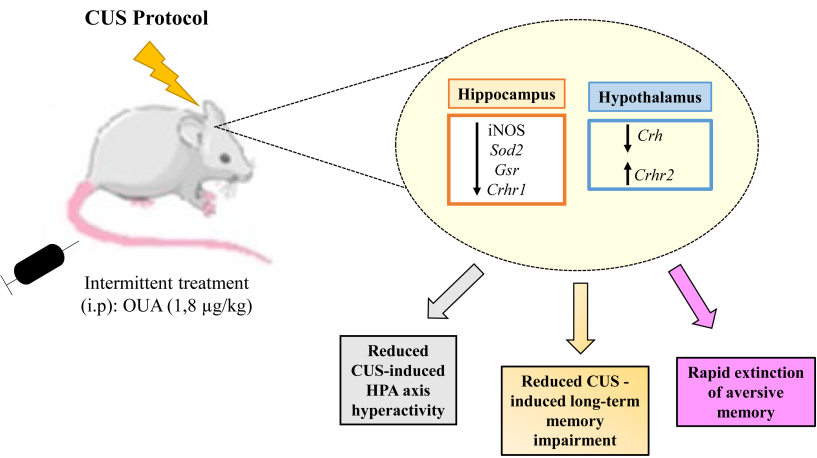 CUS Protocol
Hippocampus
iNOS
Sod2
Gsr
Crhr1
Hypothalamus
Crh
Crhr2
Intermittent treatment
(i.p): OUA (1,8 µg/kg)
Reduced
CUS-induced
HPA axis
hyperactivity
Reduced CUS -
induced long-term
memory
impairment
Rapid extinction
of aversive
memory